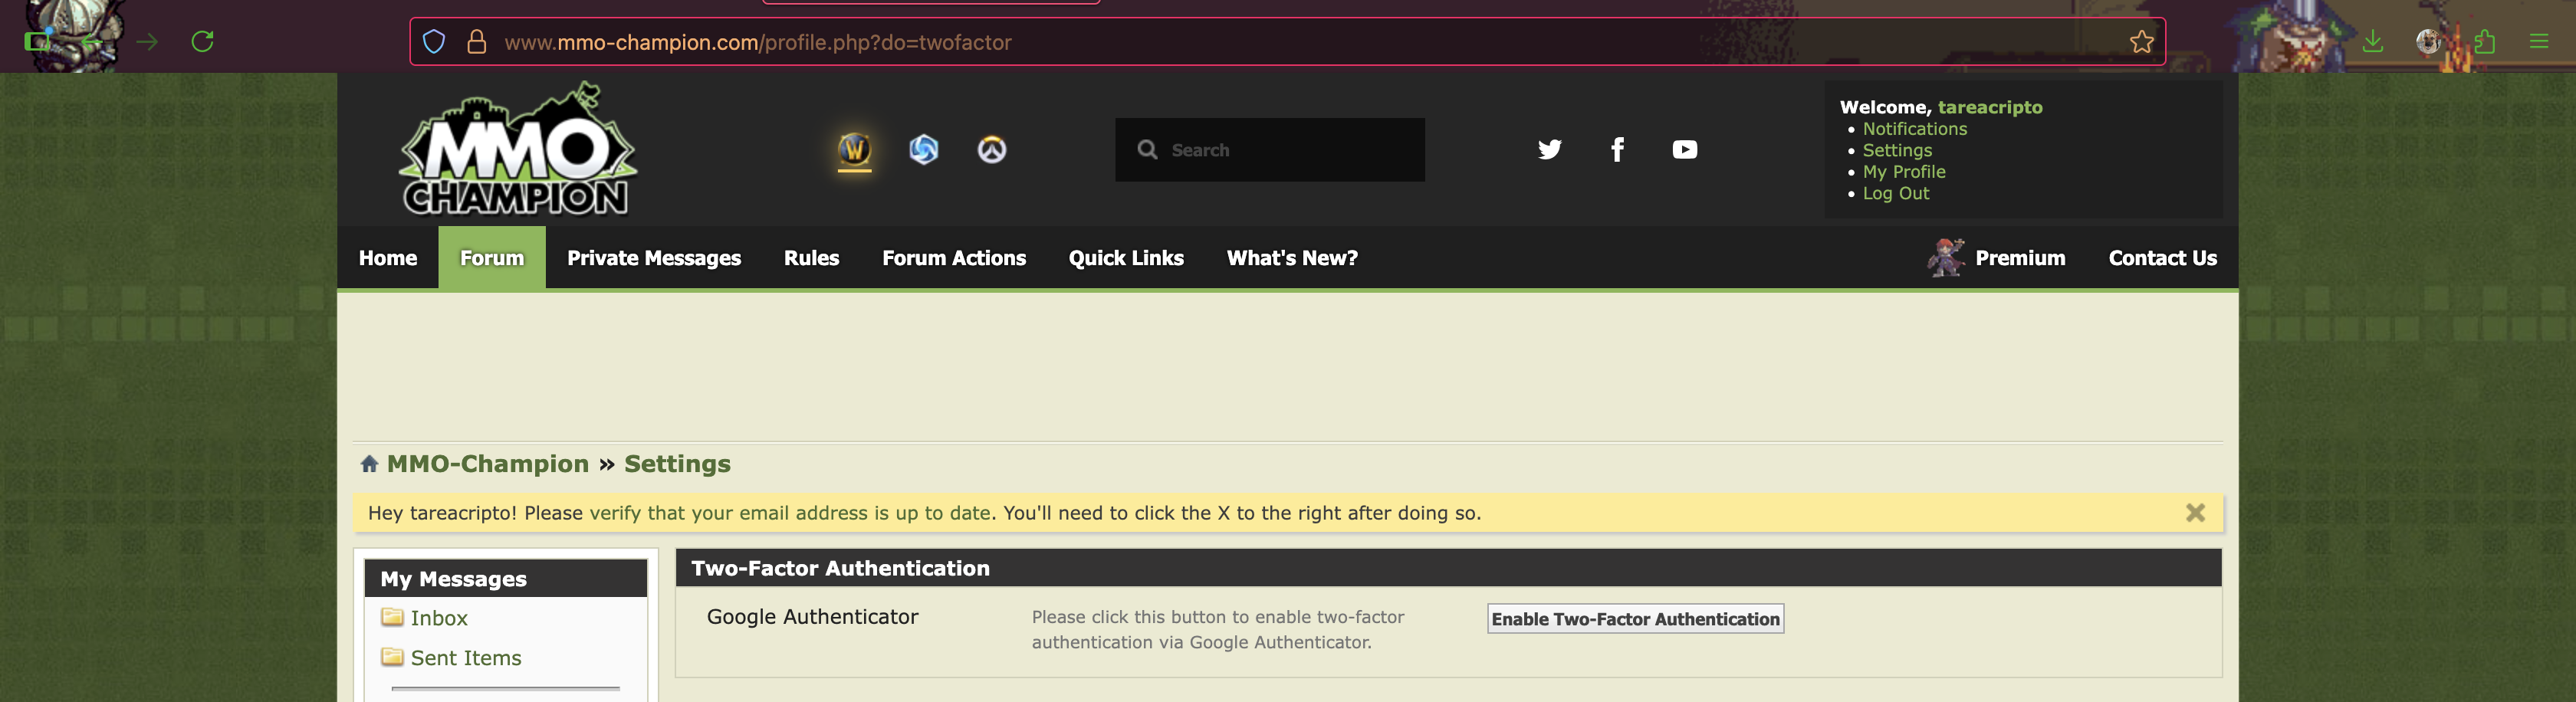 www.mmo-champion.com/profile.php?do=twofactor
MMO
CHAMPION
W
Search
Welcome, tareacripto
Notifications
Settings
My Profile
Log Out
Home
Forum
Private Messages
Rules
Forum Actions
Quick Links
What's New?
Premium
Contact Us
MMO-Champion » Settings
Hey tareacripto! Please verify that your email address is up to date. You'll need to click the X to the right after doing so.
My Messages
Inbox
Sent Items
Two-Factor Authentication
Google Authenticator
Please click this button to enable two-factor
authentication via Google Authenticator.
Enable Two-Factor Authentication